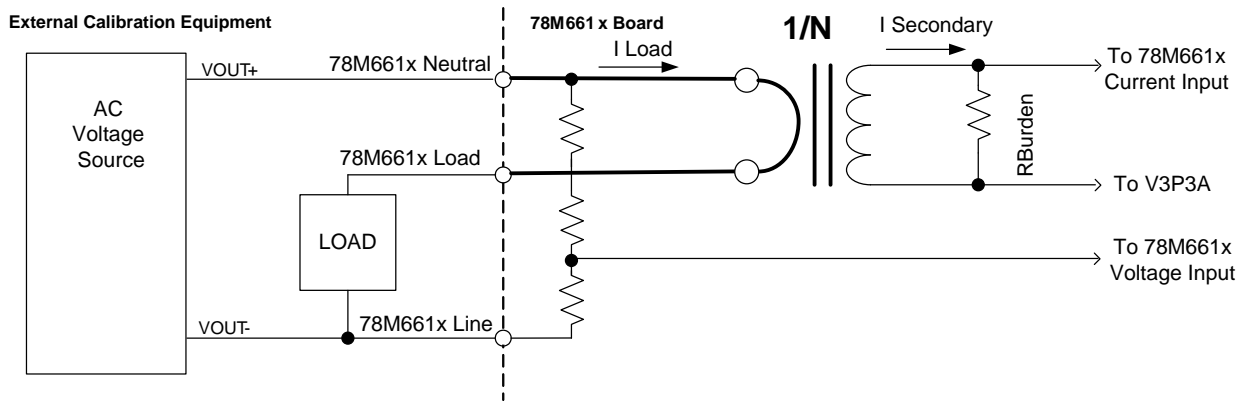 External Calibration Equipment
78M661x Board
1/N
I Secondary
I Load
VOUT+
78M661x Neutral
To 78M661x
Current Input
AC
Voltage
Source
RBurden
78M661x Load
To V3P3A
LOAD
To 78M661x
Voltage Input
VOUT-
78M661x Line